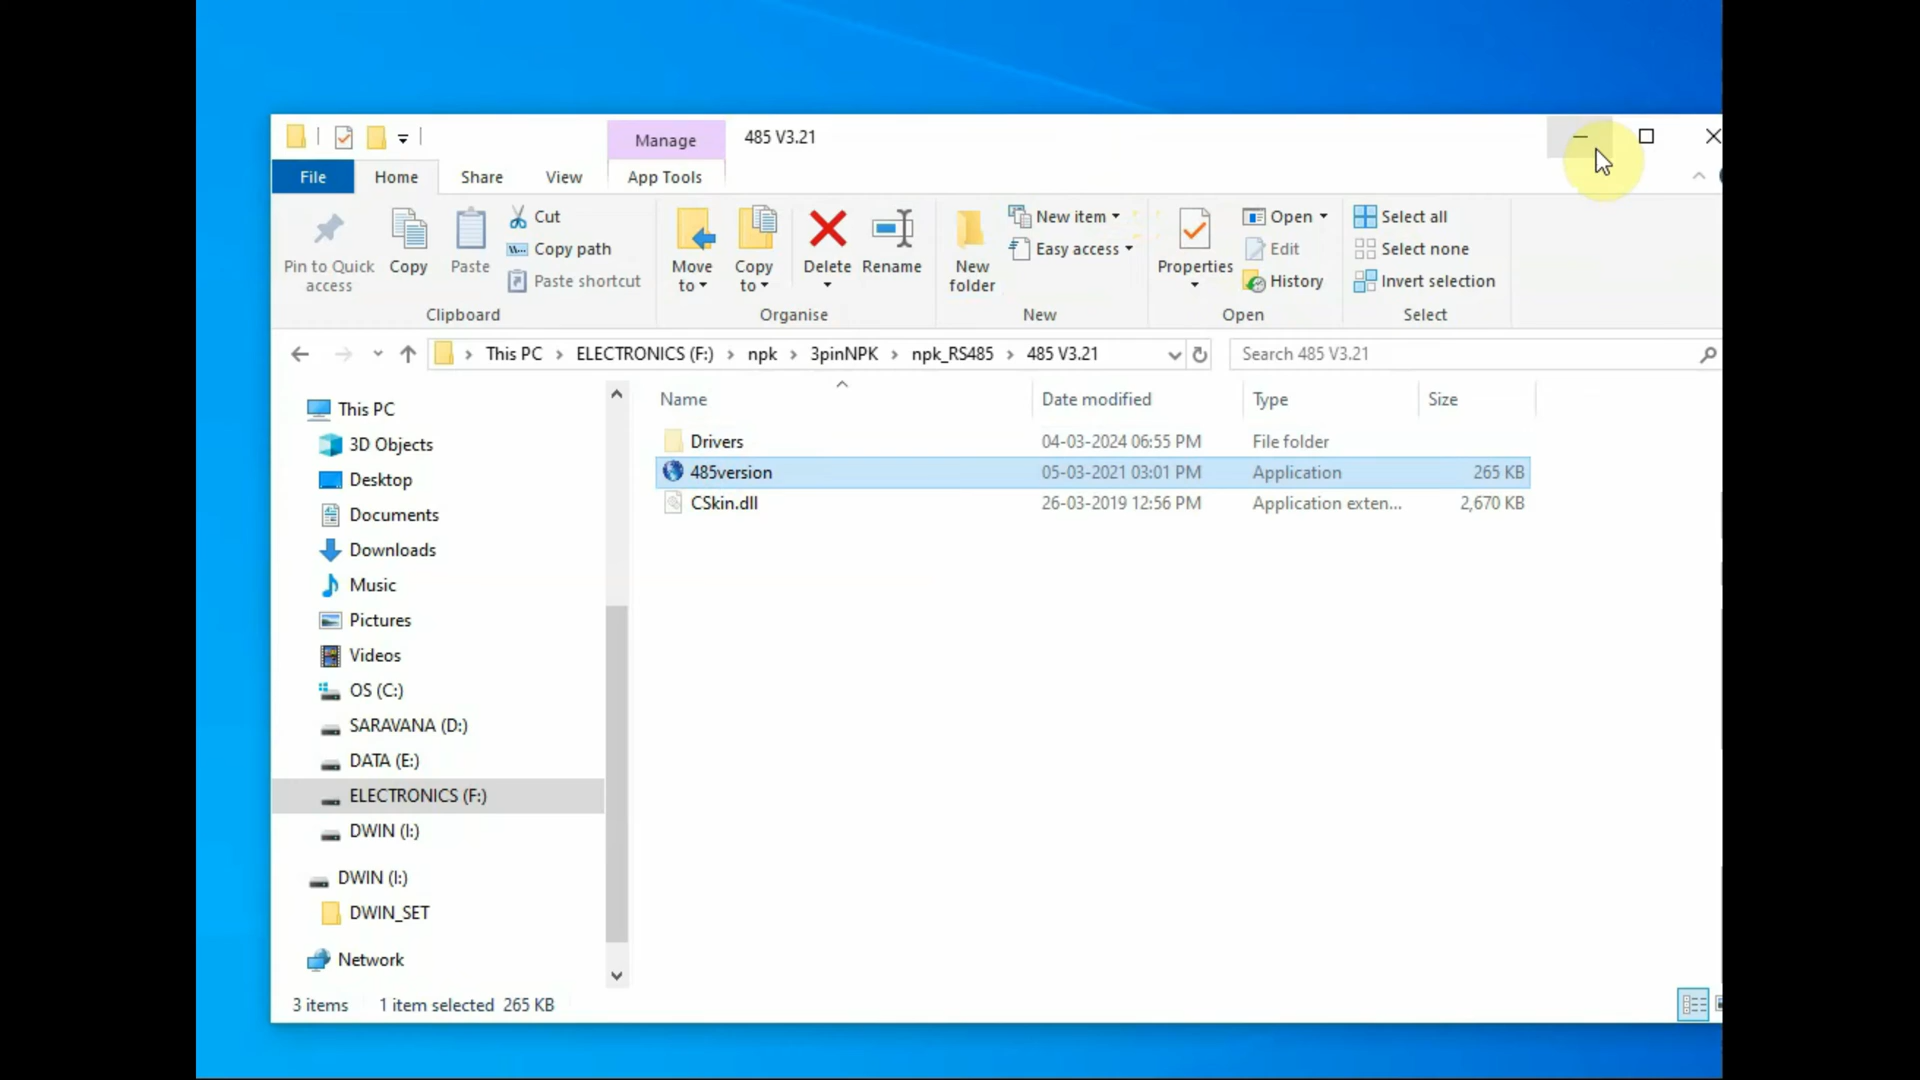 Manage
485 V3.21
File
Home
Share
View
App Tools
Pin to Quick access
Copy
Paste
Cut
Copy path
Paste shortcut
Clipboard
Move to
Copy to
Delete
Rename
Organise
New folder
New item
Easy access
New
Properties
Open
Edit
History
Open
Select all
Select none
Invert selection
Select
This PC > ELECTRONICS (F:) > npk > 3pinNPK > npk_RS485 > 485 V3.21
Search 485 V3.21
Name Date modified Type Size
Drivers 04-03-2024 06:55 PM File folder
485version 05-03-2021 03:01 PM Application 265 KB
CSkin.dll 26-03-2019 12:56 PM Application exten... 2,670 KB
This PC
3D Objects
Desktop
Documents
Downloads
Music
Pictures
Videos
OS (C:)
SARAVANA (D:)
DATA (E:)
ELECTRONICS (F:)
DWIN (I:)
DWIN (I:)
DWIN_SET
Network
3 items 1 item selected 265 KB